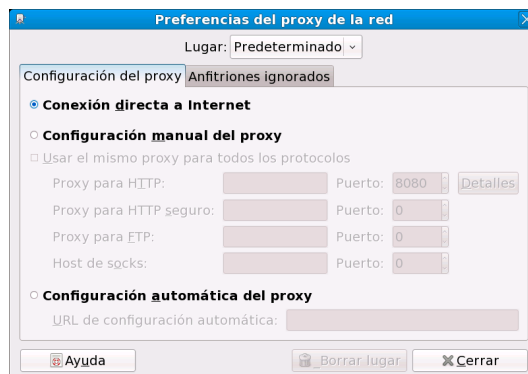 Preferencias del proxy de la red
Lugar: Predeterminado
Configuración del proxy Anfitriones ignorados
Conexión directa a Internet
Configuración manual del proxy
Usar el mismo proxy para todos los protocolos
Proxy para HTTP: Puerto: 8080 Detalles
Proxy para HTTP seguro: Puerto: 0
Proxy para FTP: Puerto: 0
Host de socks: Puerto: 0
Configuración automática del proxy
URL de configuración automática:
Ayuda _Borrar lugar Cerrar